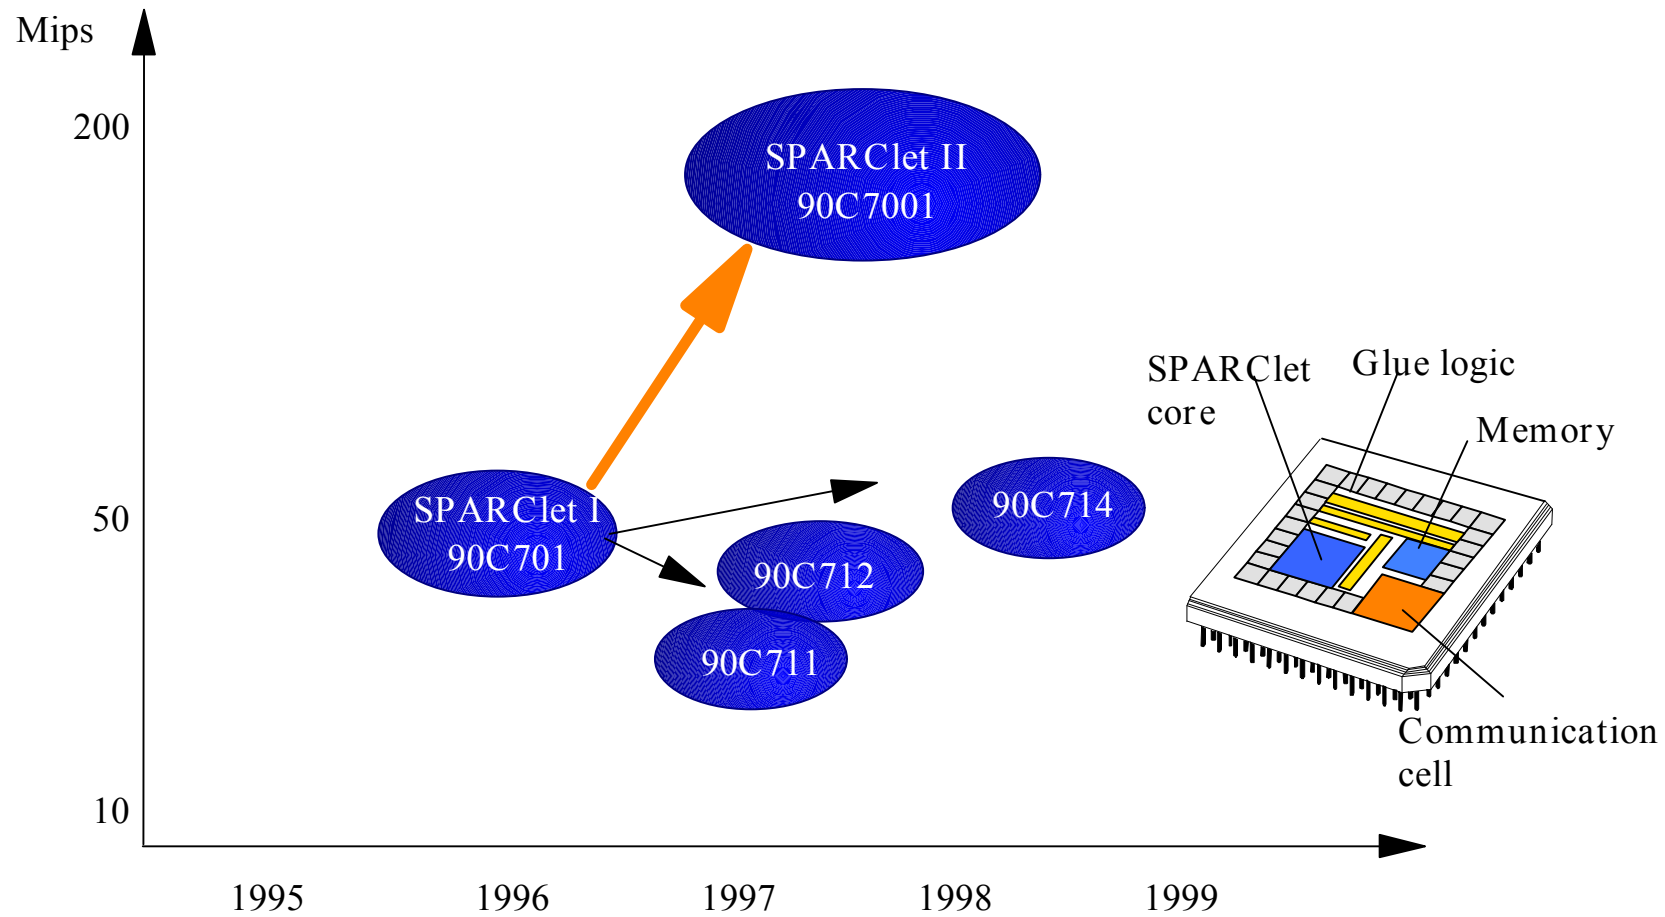 Mips
200
SPARClet II
90C7001
SPARClet
core
Glue logic
Memory
50
SPARClet I
90C701
90C714
90C712
90C711
Communication
cell
10
1995
1996
1997
1998
1999